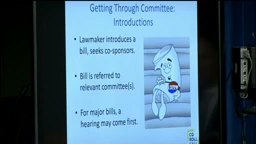 Getting Through Committee:
Introductions
• Lawmaker introduces a
bill, seeks co-sponsors.
• Bill is referred to
relevant committee(s).
• For major bills, a
hearing may come first.